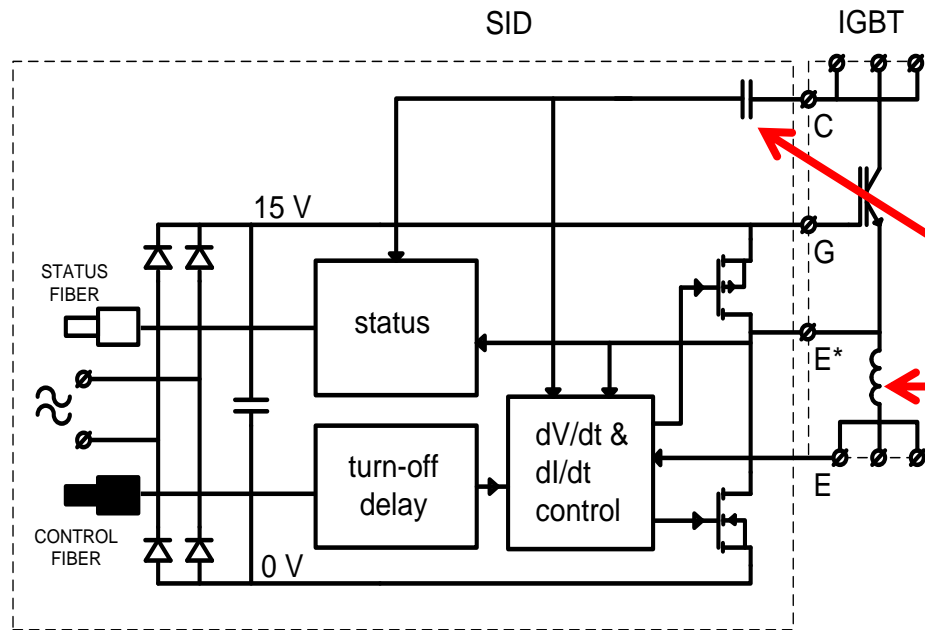 SID
IGBT
C
15 V
G
STATUS
FIBER
status
E*
dV/dt &
dI/dt
control
turn-off
delay
E
CONTROL
FIBER
0 V